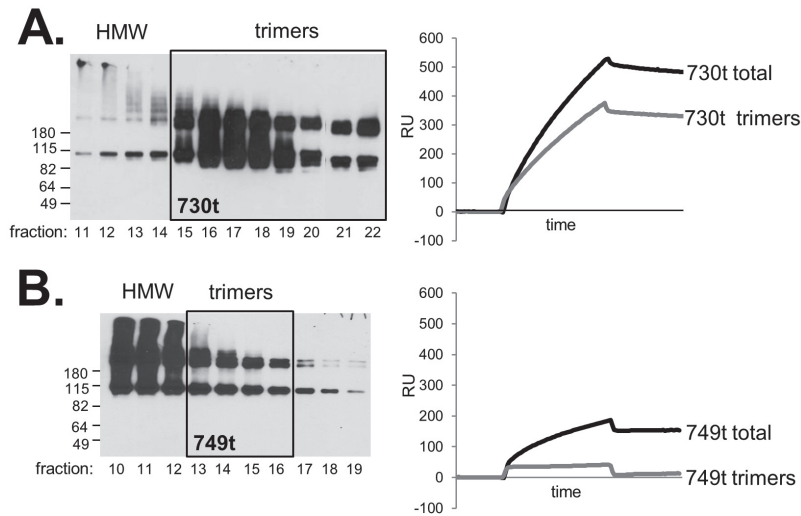 A.
HMW trimers
180
115
82
64
49
730t
fraction: 11 12 13 14 15 16 17 18 19 20 21 22
600
500
400
300
200
100
0
-100
RU
time
730t total
730t trimers
B.
HMW trimers
180
115
82
64
49
749t
fraction: 10 11 12 13 14 15 16 17 18 19
600
500
400
300
200
100
0
-100
RU
time
749t total
749t trimers